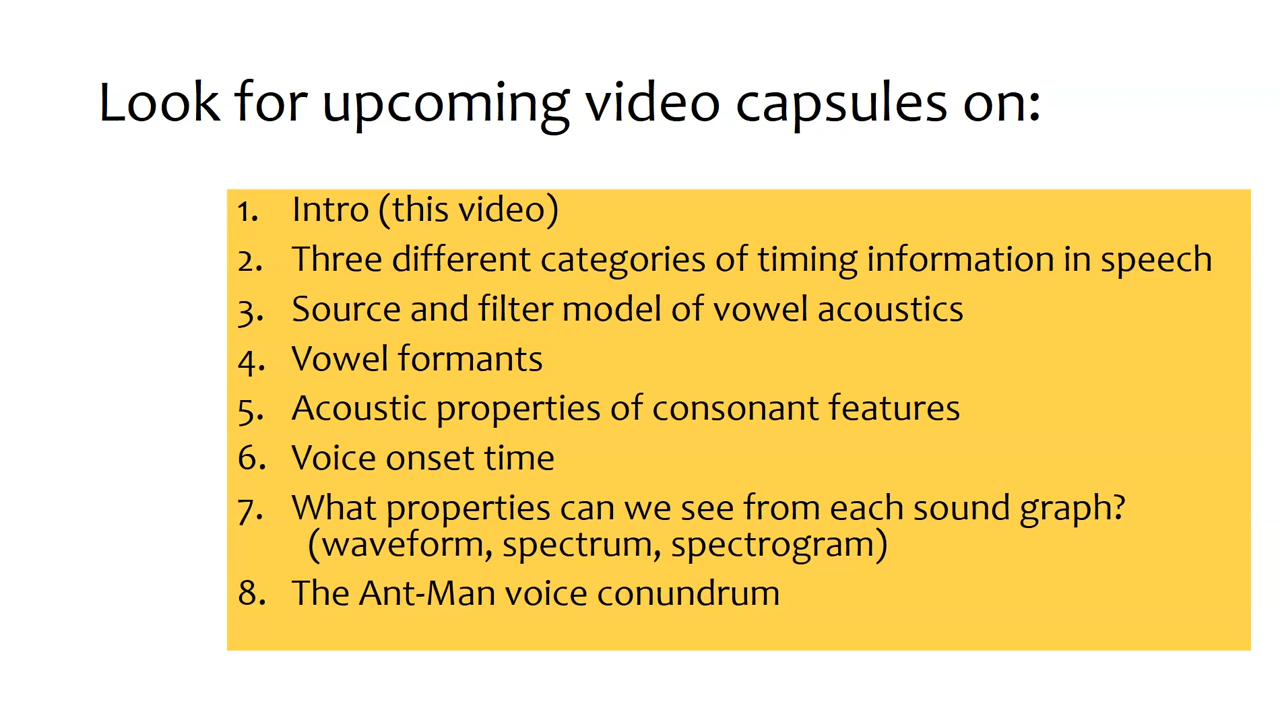 Look for upcoming video capsules on:
1. Intro (this video)
2. Three different categories of timing information in speech
3. Source and filter model of vowel acoustics
4. Vowel formants
5. Acoustic properties of consonant features
6. Voice onset time
7. What properties can we see from each sound graph?
(waveform, spectrum, spectrogram)
8. The Ant-Man voice conundrum